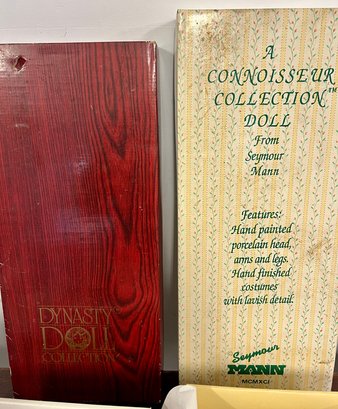 DYNASTY
DOLL
COLLECTION
A
CONNOISSEUR
COLLECTION™
DOLL
From
Seymour
Mann
Features:
Hand painted
porcelain head,
arms and legs.
Hand finished
costumes
with lavish detail.
Seymour
MANN
MCMXCI